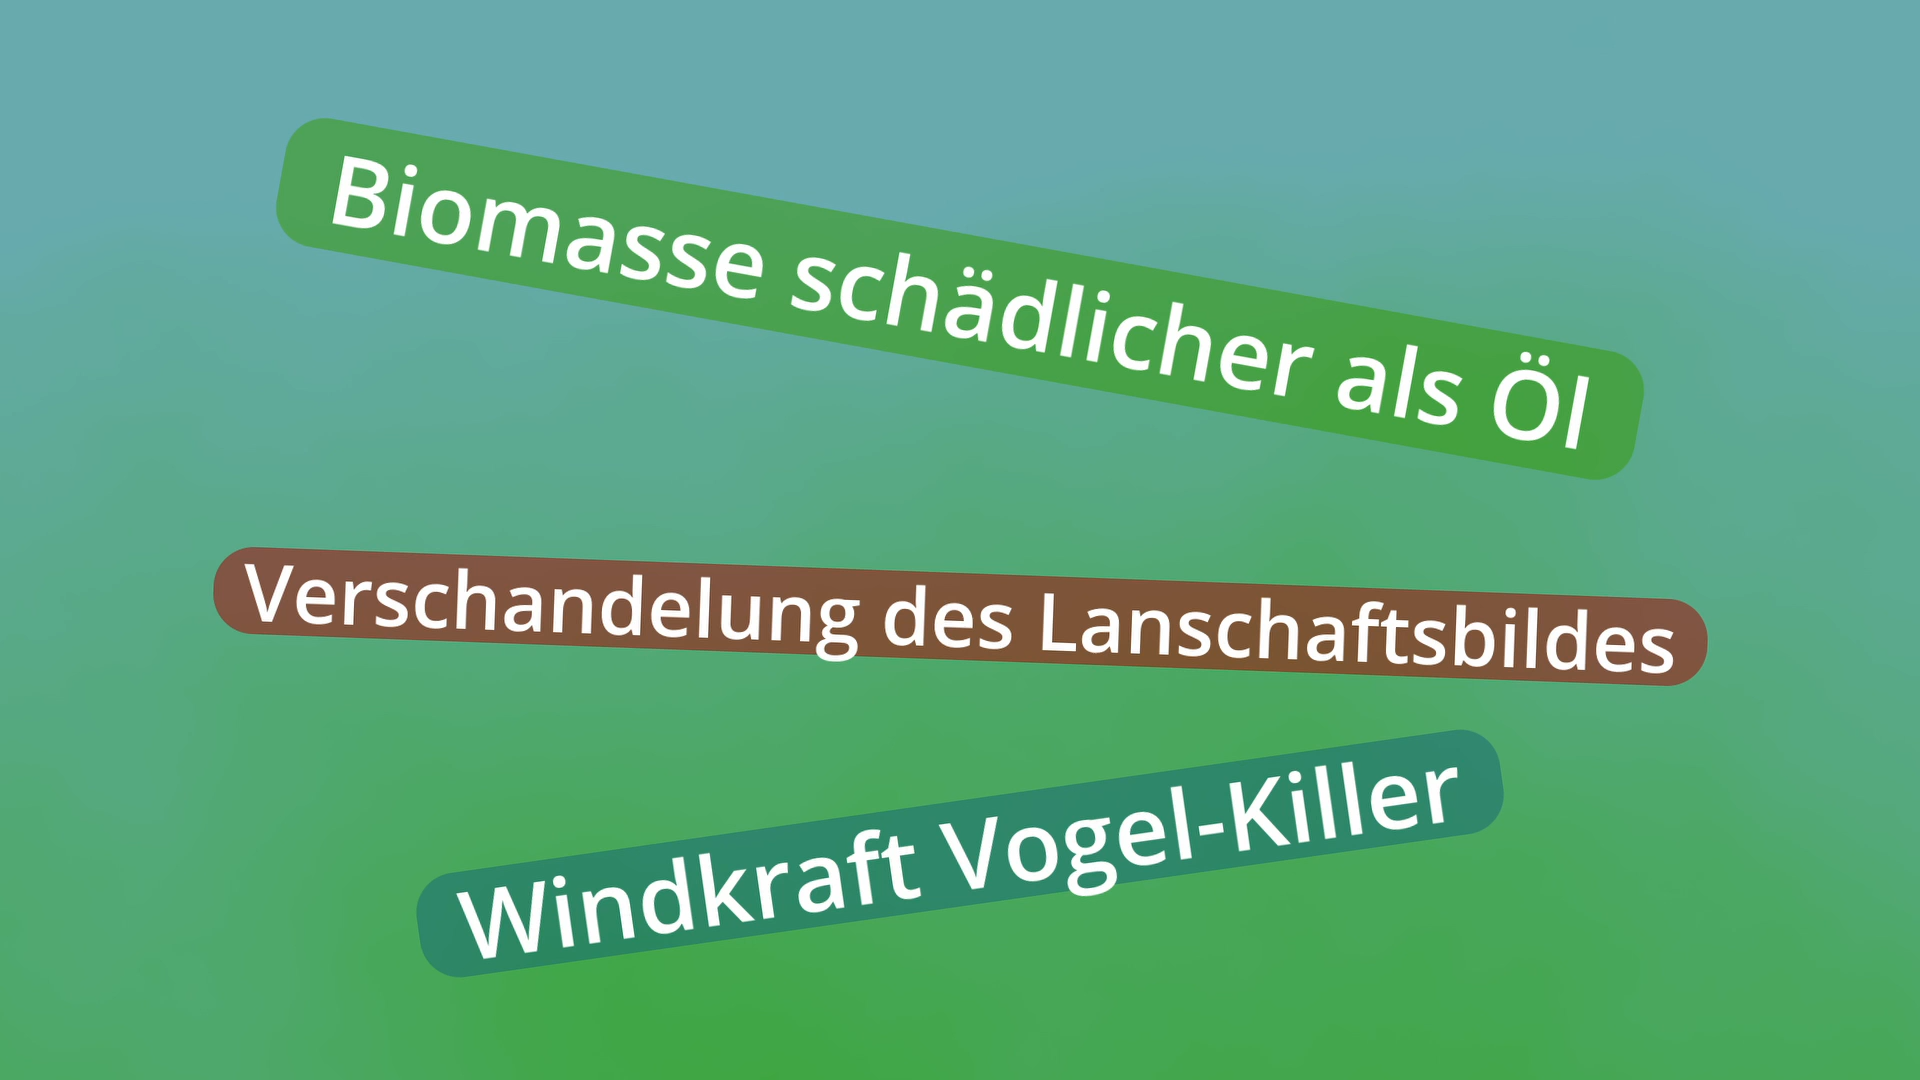 Biomasse schädlicher als Öl
Verschandelung des Lanschaftsbildes
Windkraft Vogel-Killer